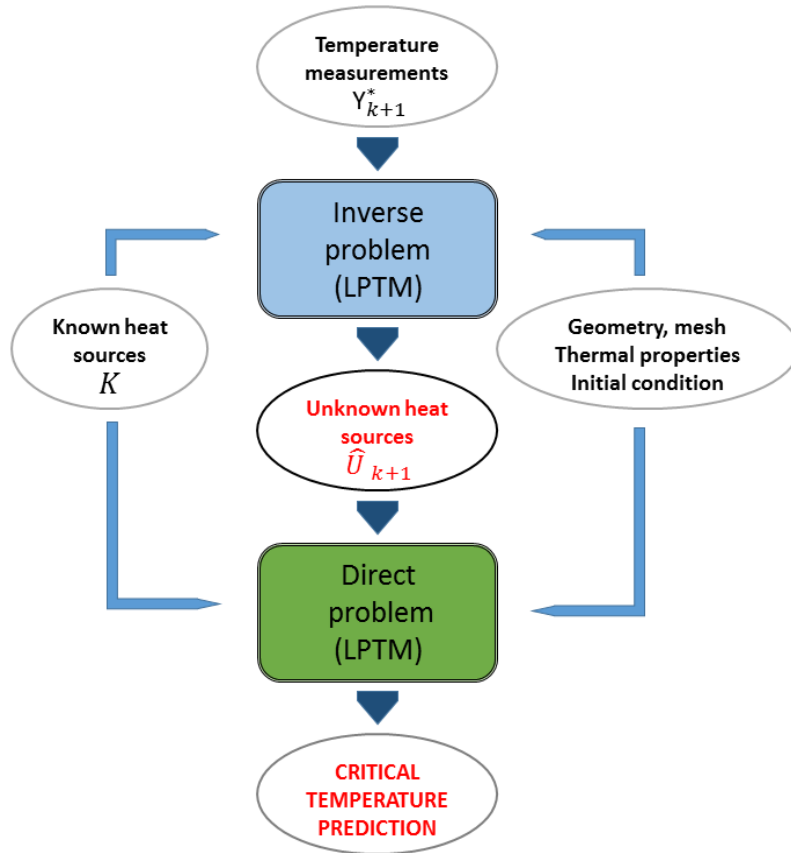 Temperature
measurements
Y*k+1
Inverse
problem
(LPTM)
Known heat
sources
K
Geometry, mesh
Thermal properties
Initial condition
Unknown heat
sources
Û k+1
Direct
problem
(LPTM)
CRITICAL
TEMPERATURE
PREDICTION